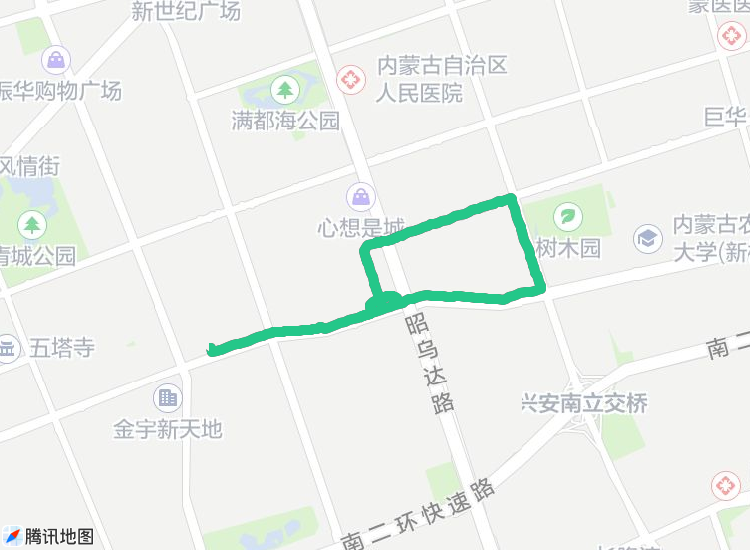 新世纪广场
蒙医医
振华购物广场
内蒙古自治区
人民医院
满都海公园
巨华
风情街
心想是城
青城公园
树木园
内蒙古农
大学(新校
五塔寺
昭乌达路
南二
兴安南立交桥
金宇新天地
南二环快速路
腾讯地图